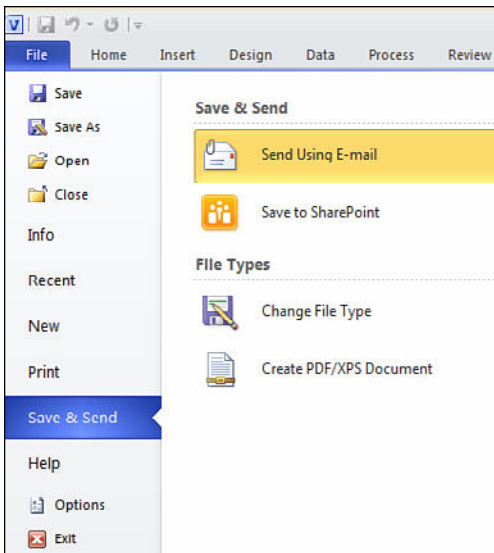 V
File Home Insert Design Data Process Review
Save
Save As
Open
Close
Info
Recent
New
Print
Save & Send
Help
Options
Exit
Save & Send
Send Using E-mail
Save to SharePoint
File Types
Change File Type
Create PDF/XPS Document